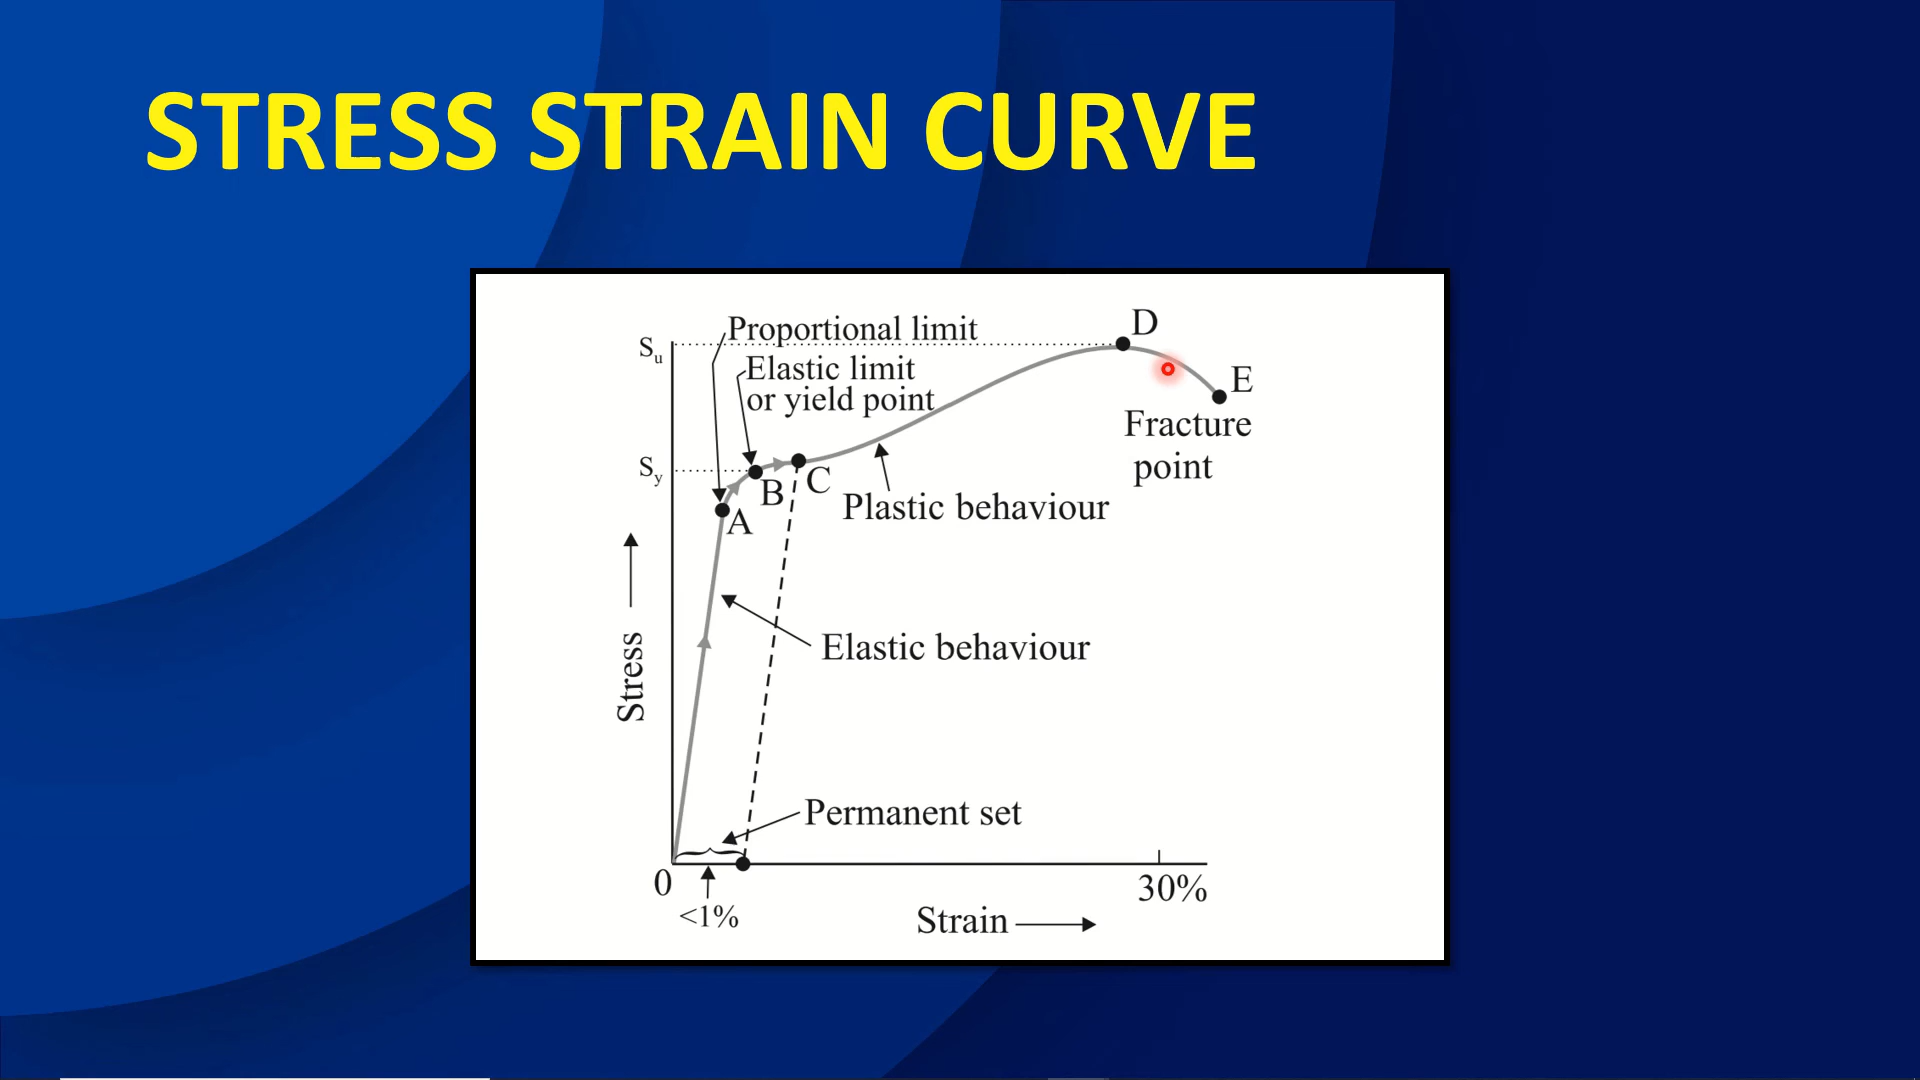 STRESS STRAIN CURVE
Proportional limit
D
Su
Elastic limit
or yield point
E
Fracture
point
Sy
B
C
A
Plastic behaviour
Stress
Elastic behaviour
Permanent set
0
30%
<1%
Strain